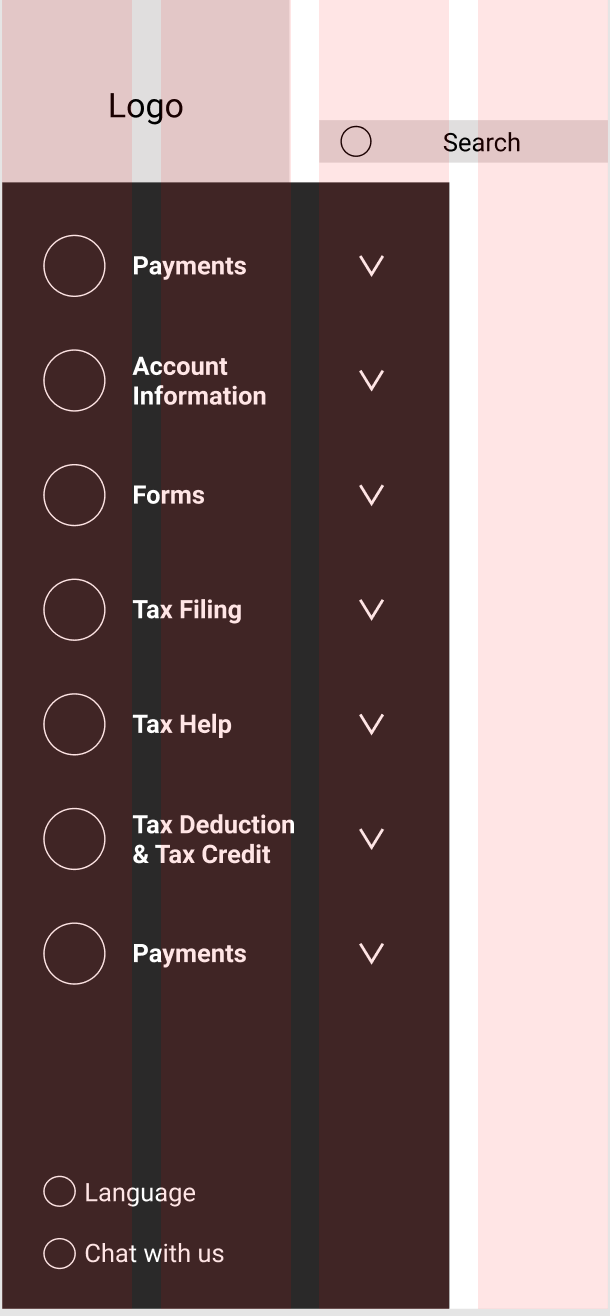 Logo
Search
Payments
Account
Information
Forms
Tax Filing
Tax Help
Tax Deduction
& Tax Credit
Payments
Language
Chat with us